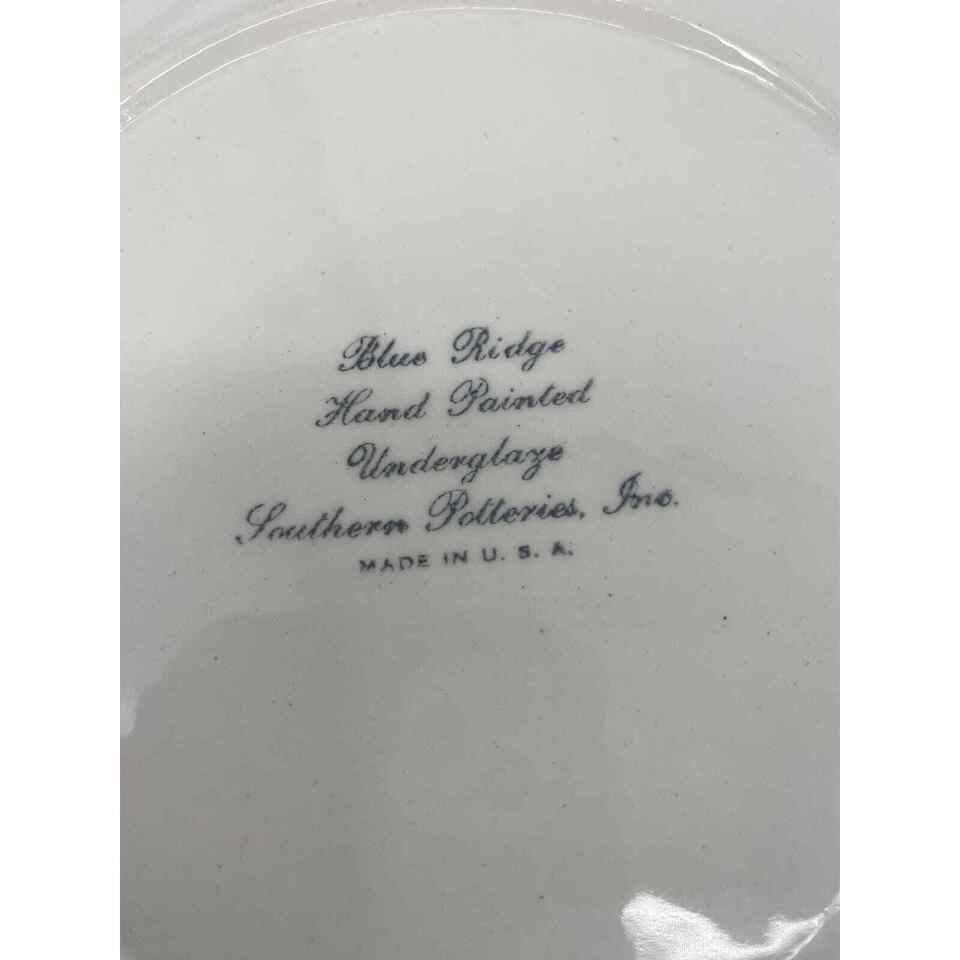 Blue Ridge
Hand Painted
Underglaze
Southern Potteries, Inc.
MADE IN U. S. A.